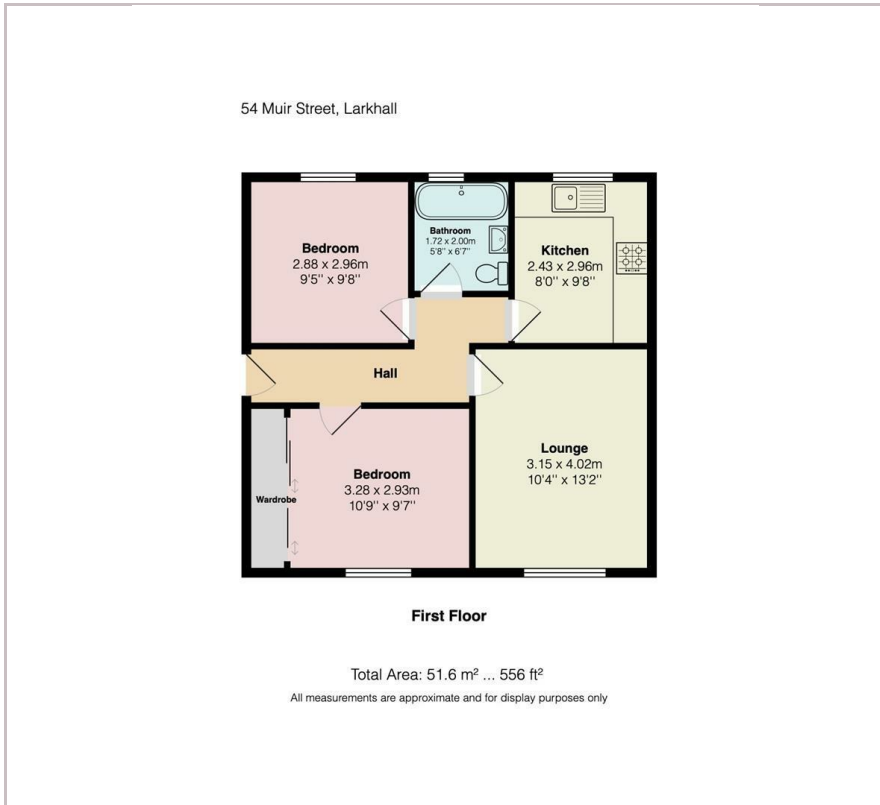 54 Muir Street, Larkhall
Bedroom
2.88 x 2.96m
9'5'' x 9'8''
Bathroom
1.72 x 2.00m
5'8'' x 6'7''
Kitchen
2.43 x 2.96m
8'0'' x 9'8''
Hall
Wardrobe
Bedroom
3.28 x 2.93m
10'9'' x 9'7''
Lounge
3.15 x 4.02m
10'4'' x 13'2''
First Floor
Total Area: 51.6 m² ... 556 ft²
All measurements are approximate and for display purposes only